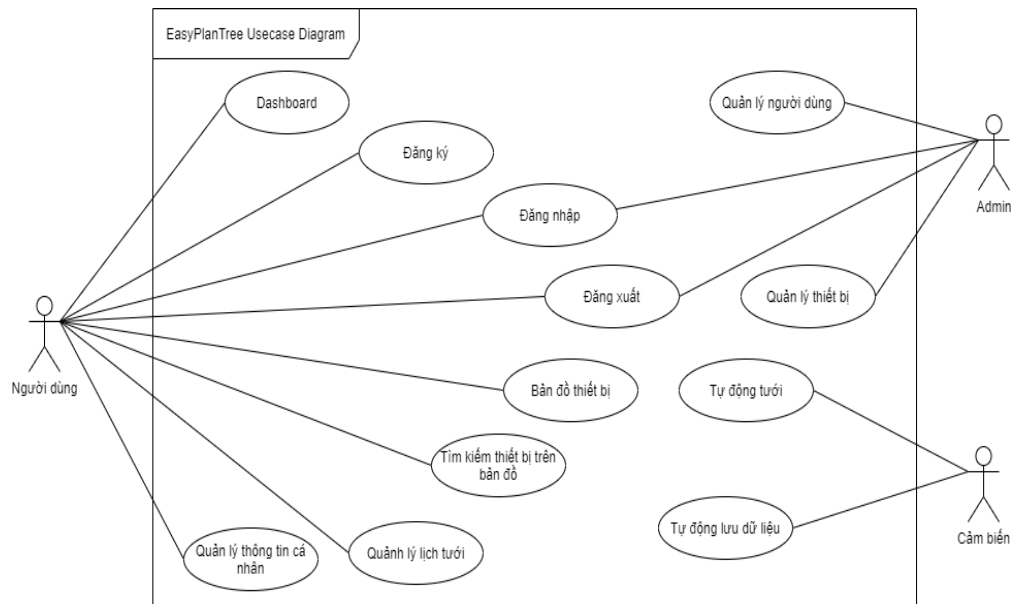 EasyPlanTree Usecase Diagram
Dashboard
Quản lý người dùng
Đăng ký
Admin
Đăng nhập
Đăng xuất
Quản lý thiết bị
Người dùng
Bản đồ thiết bị
Tự động tưới
Tìm kiếm thiết bị trên
bản đồ
Tự động lưu dữ liệu
Cảm biến
Quản lý thông tin cá
nhân
Quảnh lý lịch tưới